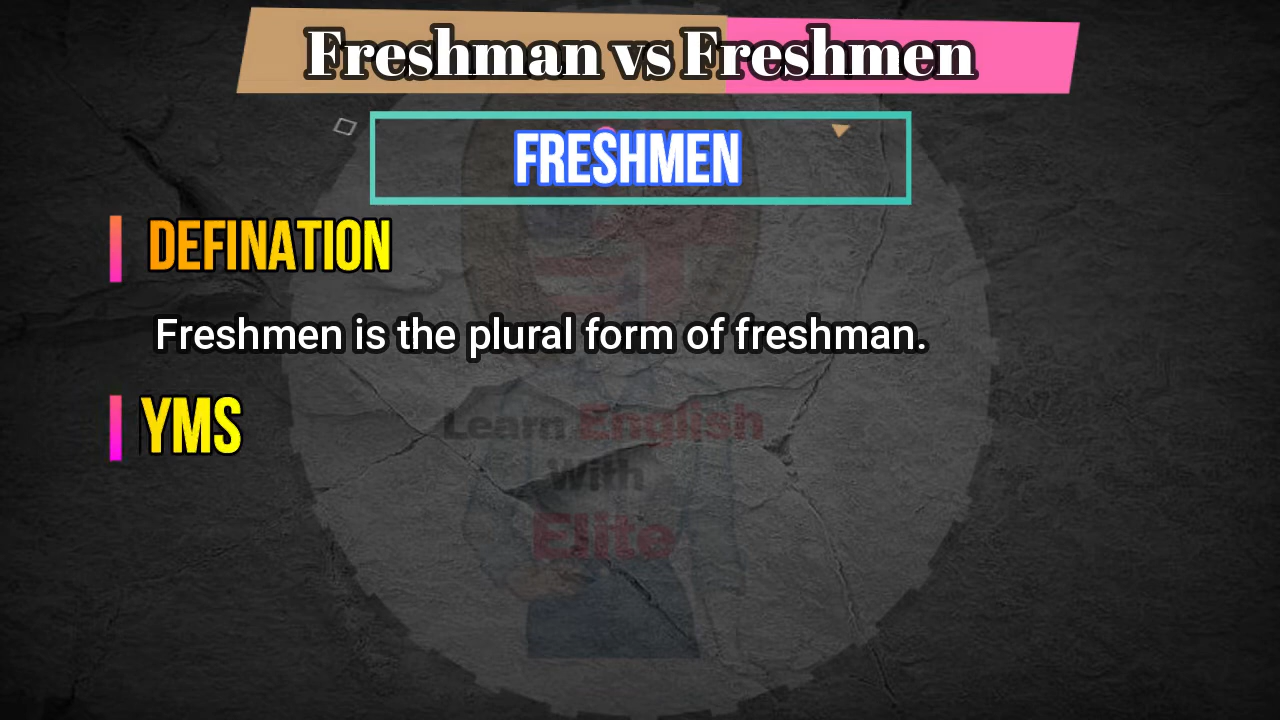 Freshman vs Freshmen
FRESHMEN
DEFINATION
Freshmen is the plural form of freshman.
YMS
Learn English
With
Elite